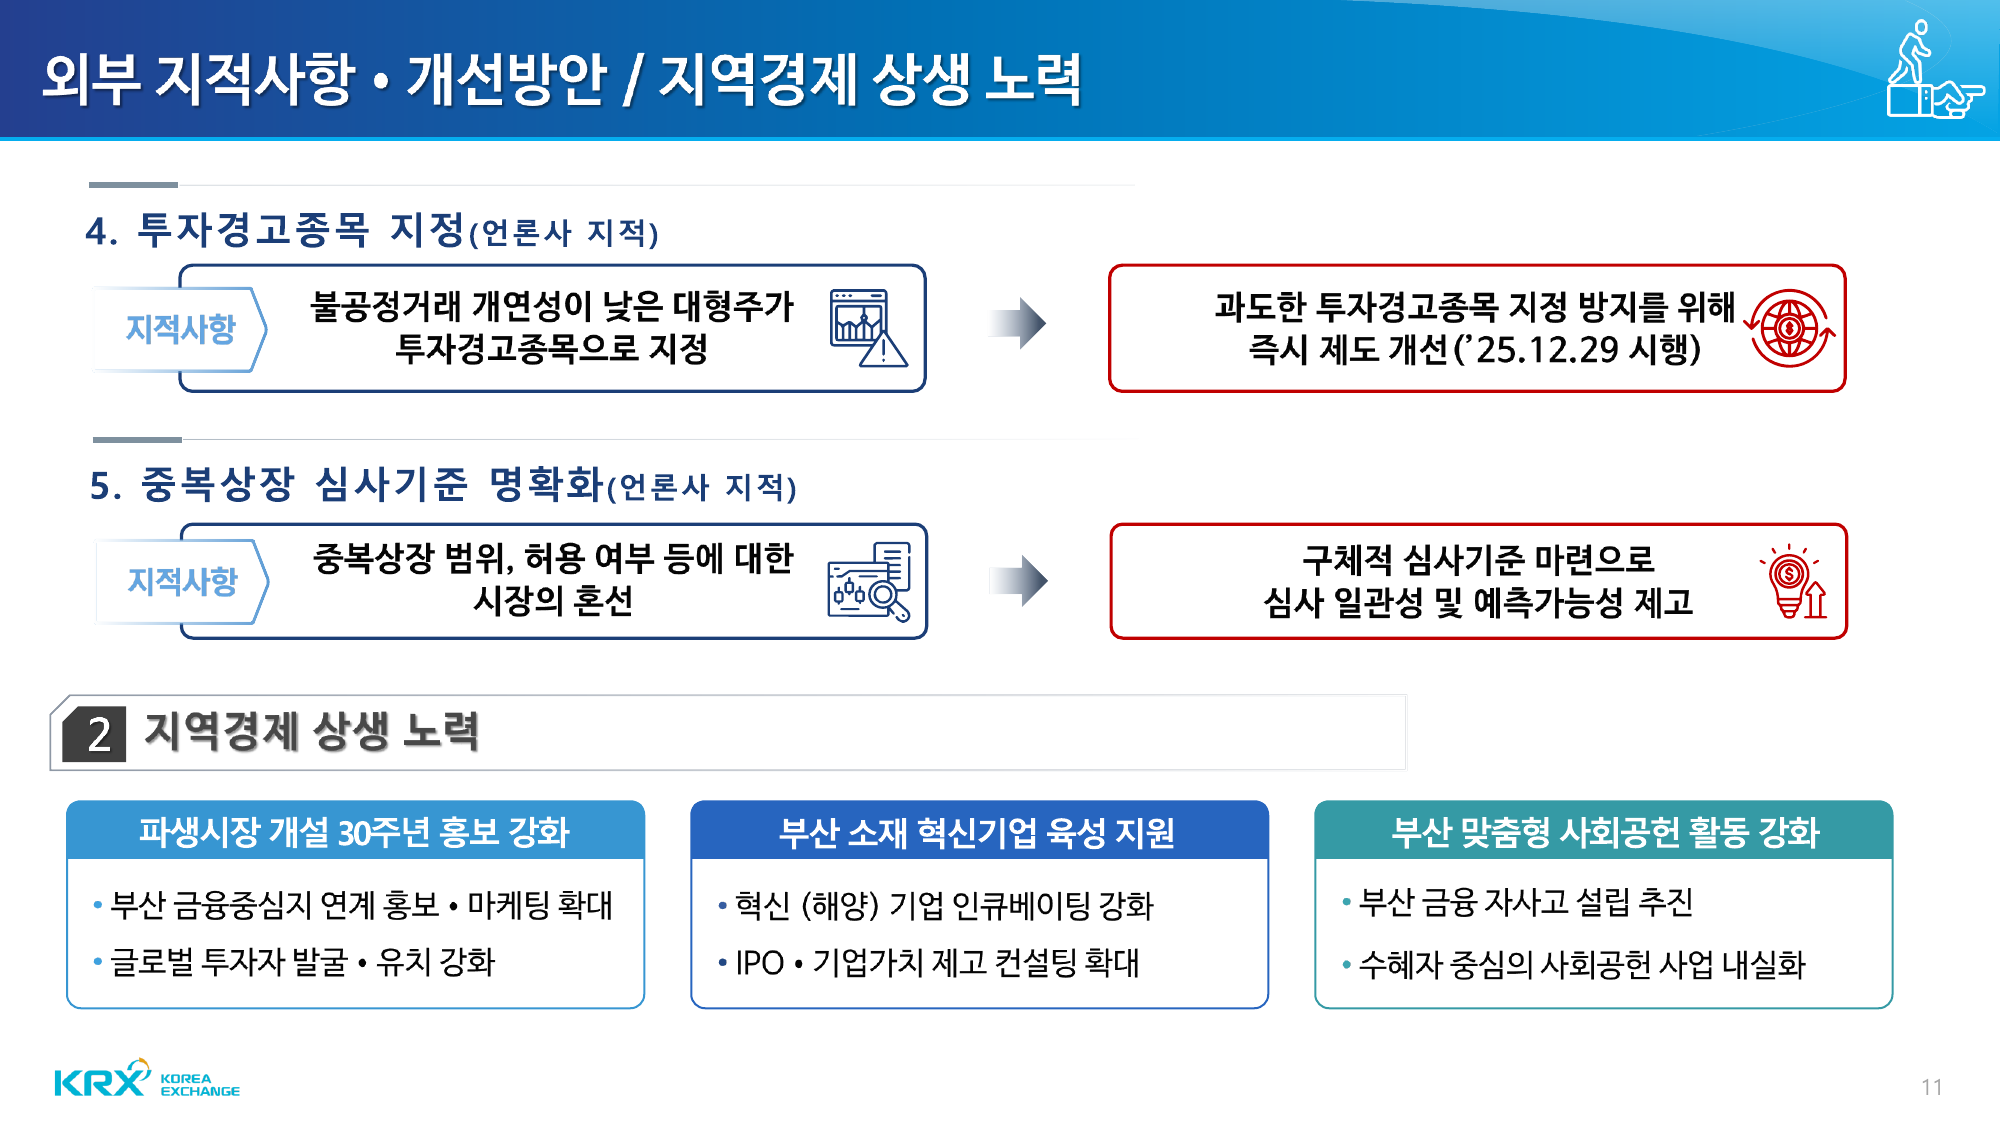 외부 지적사항 • 개선방안 / 지역경제 상생 노력
4. 투자경고종목 지정(언론사 지적)
지적사항
불공정거래 개연성이 낮은 대형주가
투자경고종목으로 지정
과도한 투자경고종목 지정 방지를 위해
즉시 제도 개선(’25.12.29 시행)
5. 중복상장 심사기준 명확화(언론사 지적)
지적사항
중복상장 범위, 허용 여부 등에 대한
시장의 혼선
구체적 심사기준 마련으로
심사 일관성 및 예측가능성 제고
2 지역경제 상생 노력
파생시장 개설 30주년 홍보 강화
• 부산 금융중심지 연계 홍보 • 마케팅 확대
• 글로벌 투자자 발굴 • 유치 강화
부산 소재 혁신기업 육성 지원
• 혁신 (해양) 기업 인큐베이팅 강화
• IPO • 기업가치 제고 컨설팅 확대
부산 맞춤형 사회공헌 활동 강화
• 부산 금융 자사고 설립 추진
• 수혜자 중심의 사회공헌 사업 내실화
KRX KOREA
EXCHANGE
11